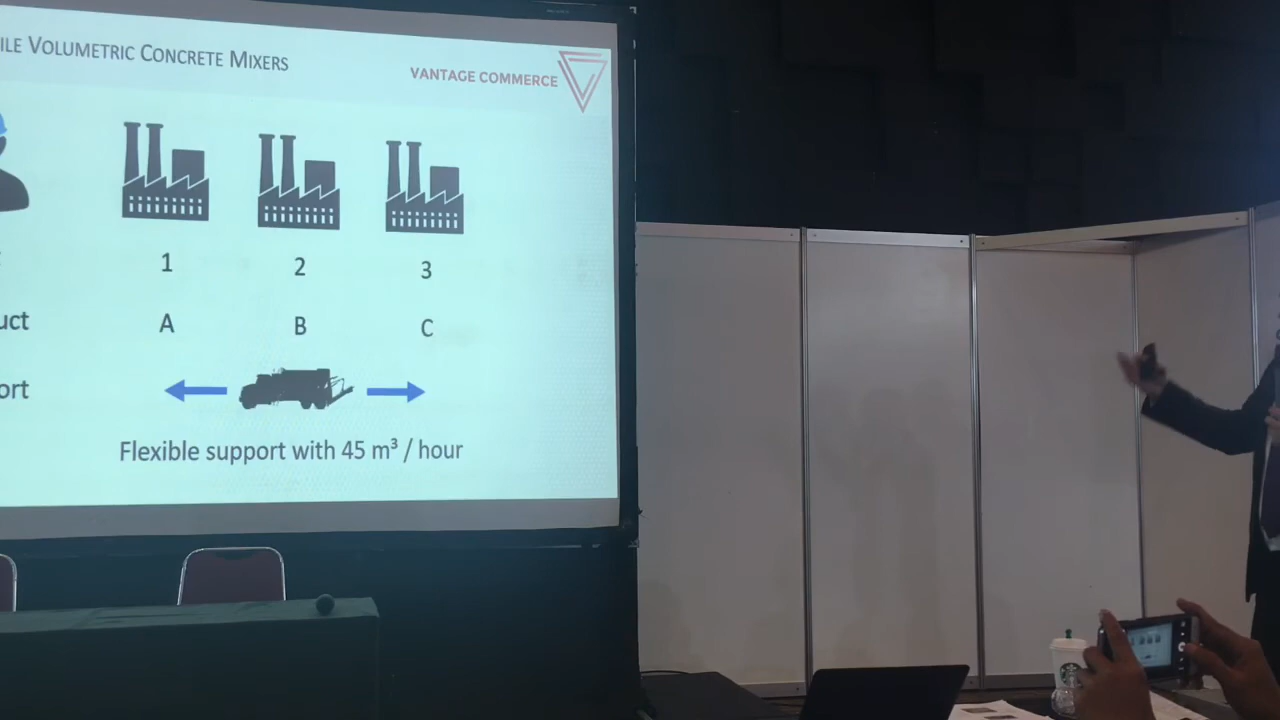 ILE VOLUMETRIC CONCRETE MIXERS
VANTAGE COMMERCE
1 2 3
uct A B C
ort
Flexible support with 45 m³ / hour